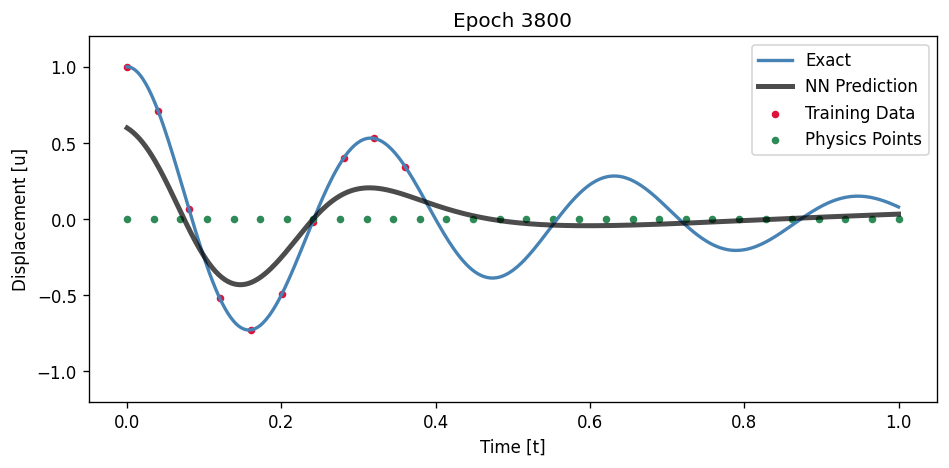 Epoch 3800
Exact
NN Prediction
Training Data
Physics Points
Displacement [u]
1.0
0.5
0.0
−0.5
−1.0
0.0 0.2 0.4 0.6 0.8 1.0
Time [t]